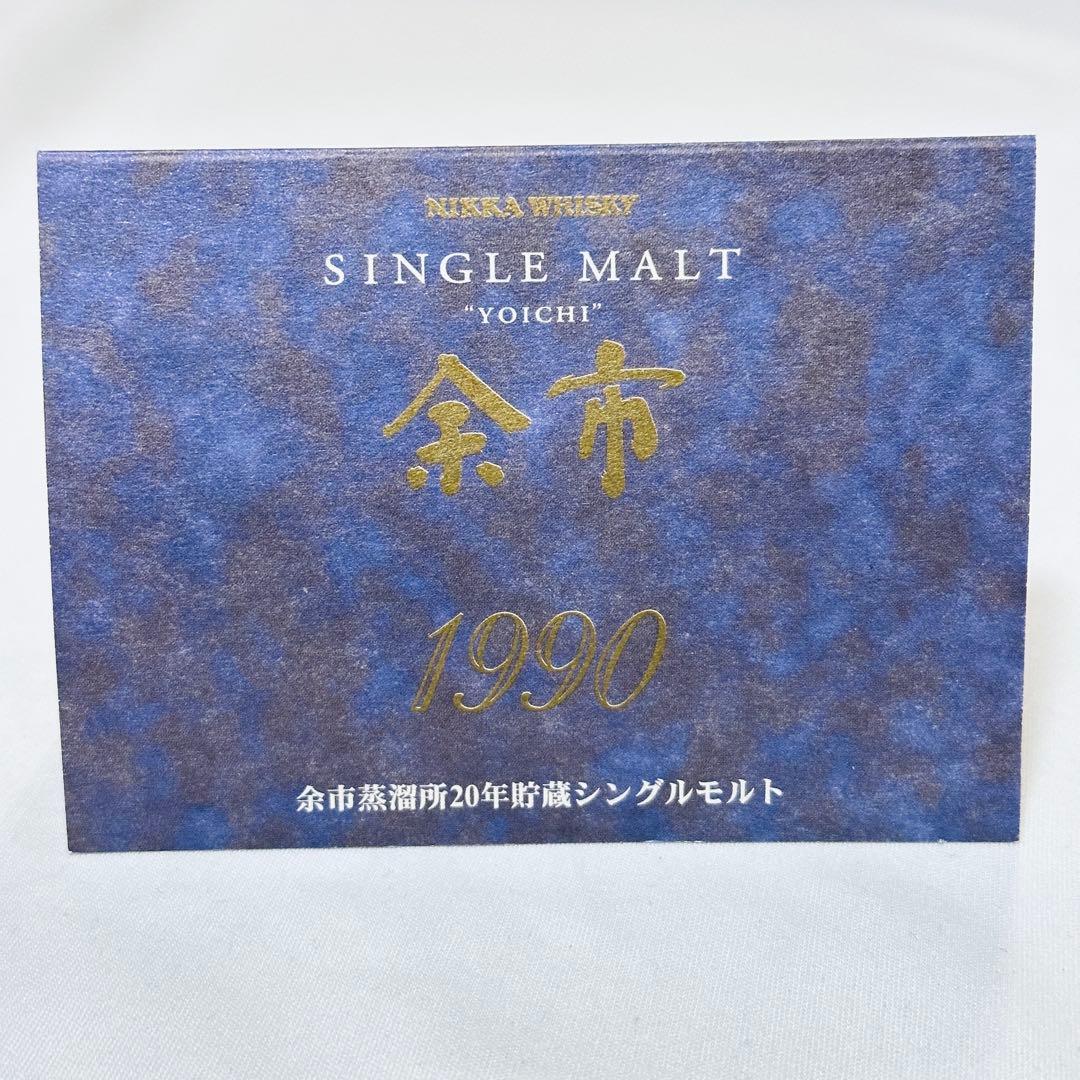 NIKKA WHISKY
SINGLE MALT
“YOICHI”
余市
1990
余市蒸溜所20年貯蔵シングルモルト